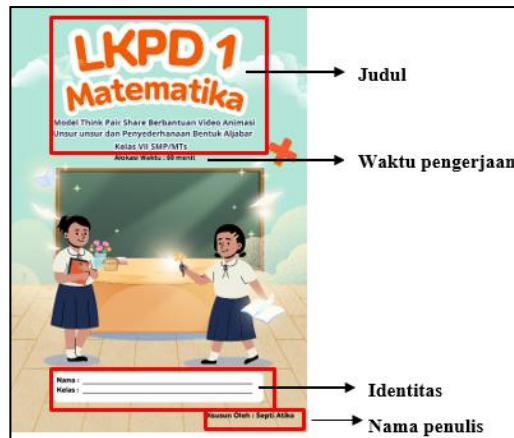 LKPD 1
Matematika
Model Think Pair Share Berbantuan Video Animasi
Unsur unsur dan Penyederhanaan Bentuk Aljabar
Kelas VII SMP/MTs
Alokasi Waktu : 80 menit
Judul
Waktu pengerjaan
Nama :
Kelas :
Identitas
Disusun Oleh : Septi Atika
Nama penulis